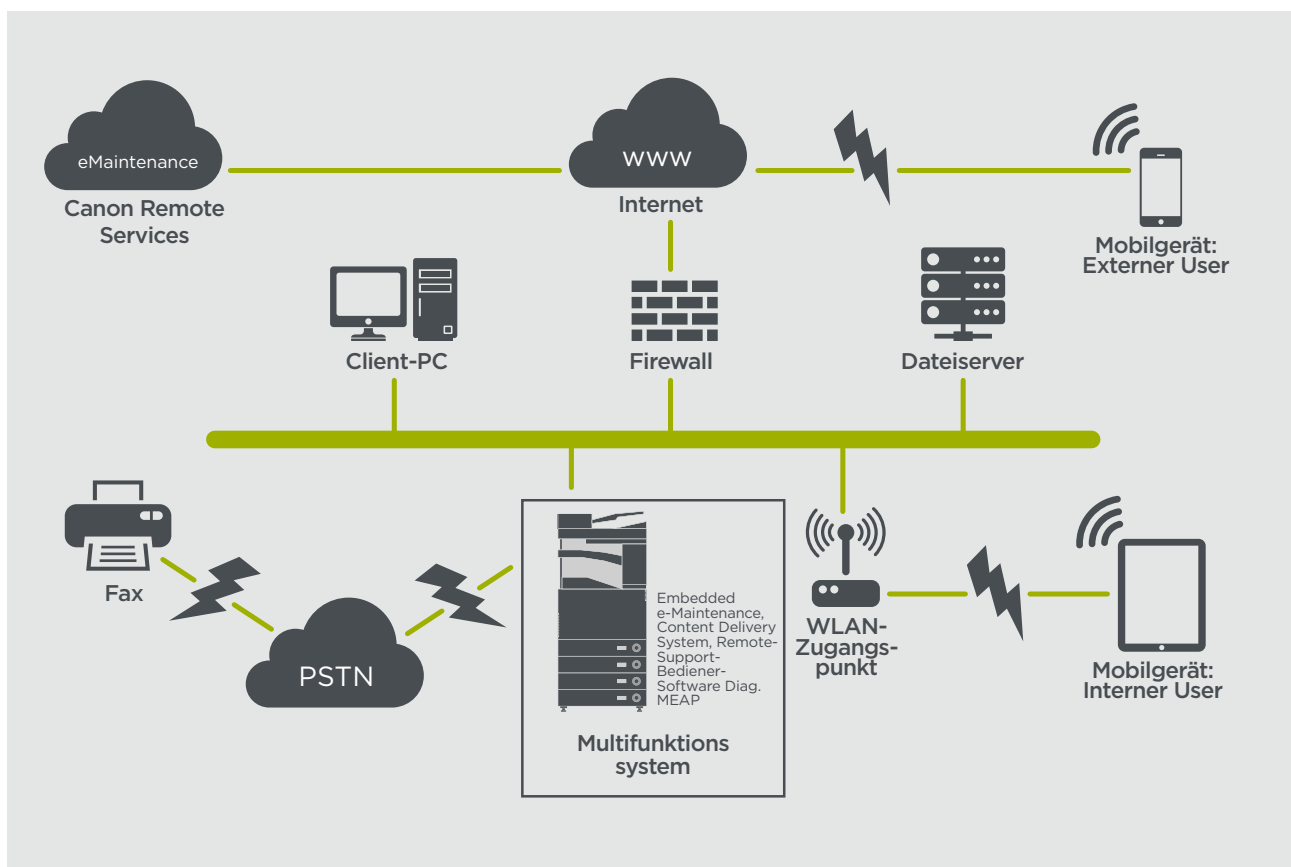 eMaintenance
Canon Remote
Services
www
Internet
Mobilgerät:
Externer User
Client-PC
Firewall
Dateiserver
Fax
PSTN
Embedded
e-Maintenance,
Content Delivery
System, Remote-
Support-
Bediener-
Software Diag.
MEAP
Multifunktions
system
WLAN-
Zugangs-
punkt
Mobilgerät:
Interner User